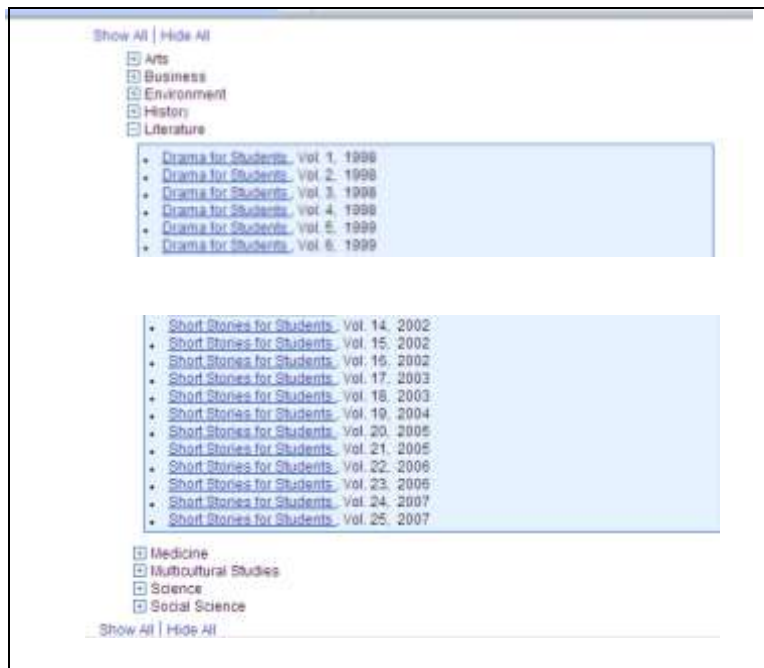 Show All | Hide All
Arts
Business
Environment
History
Literature
Drama for Students, Vol. 1, 1998
Drama for Students, Vol. 2, 1998
Drama for Students, Vol. 3, 1998
Drama for Students, Vol. 4, 1998
Drama for Students, Vol. 5, 1999
Drama for Students, Vol. 6, 1999
Short Stories for Students, Vol. 14, 2002
Short Stories for Students, Vol. 15, 2002
Short Stories for Students, Vol. 16, 2002
Short Stories for Students, Vol. 17, 2003
Short Stories for Students, Vol. 18, 2003
Short Stories for Students, Vol. 19, 2004
Short Stories for Students, Vol. 20, 2005
Short Stories for Students, Vol. 21, 2005
Short Stories for Students, Vol. 22, 2006
Short Stories for Students, Vol. 23, 2006
Short Stories for Students, Vol. 24, 2007
Short Stories for Students, Vol. 25, 2007
Medicine
Multicultural Studies
Science
Social Science
Show All | Hide All